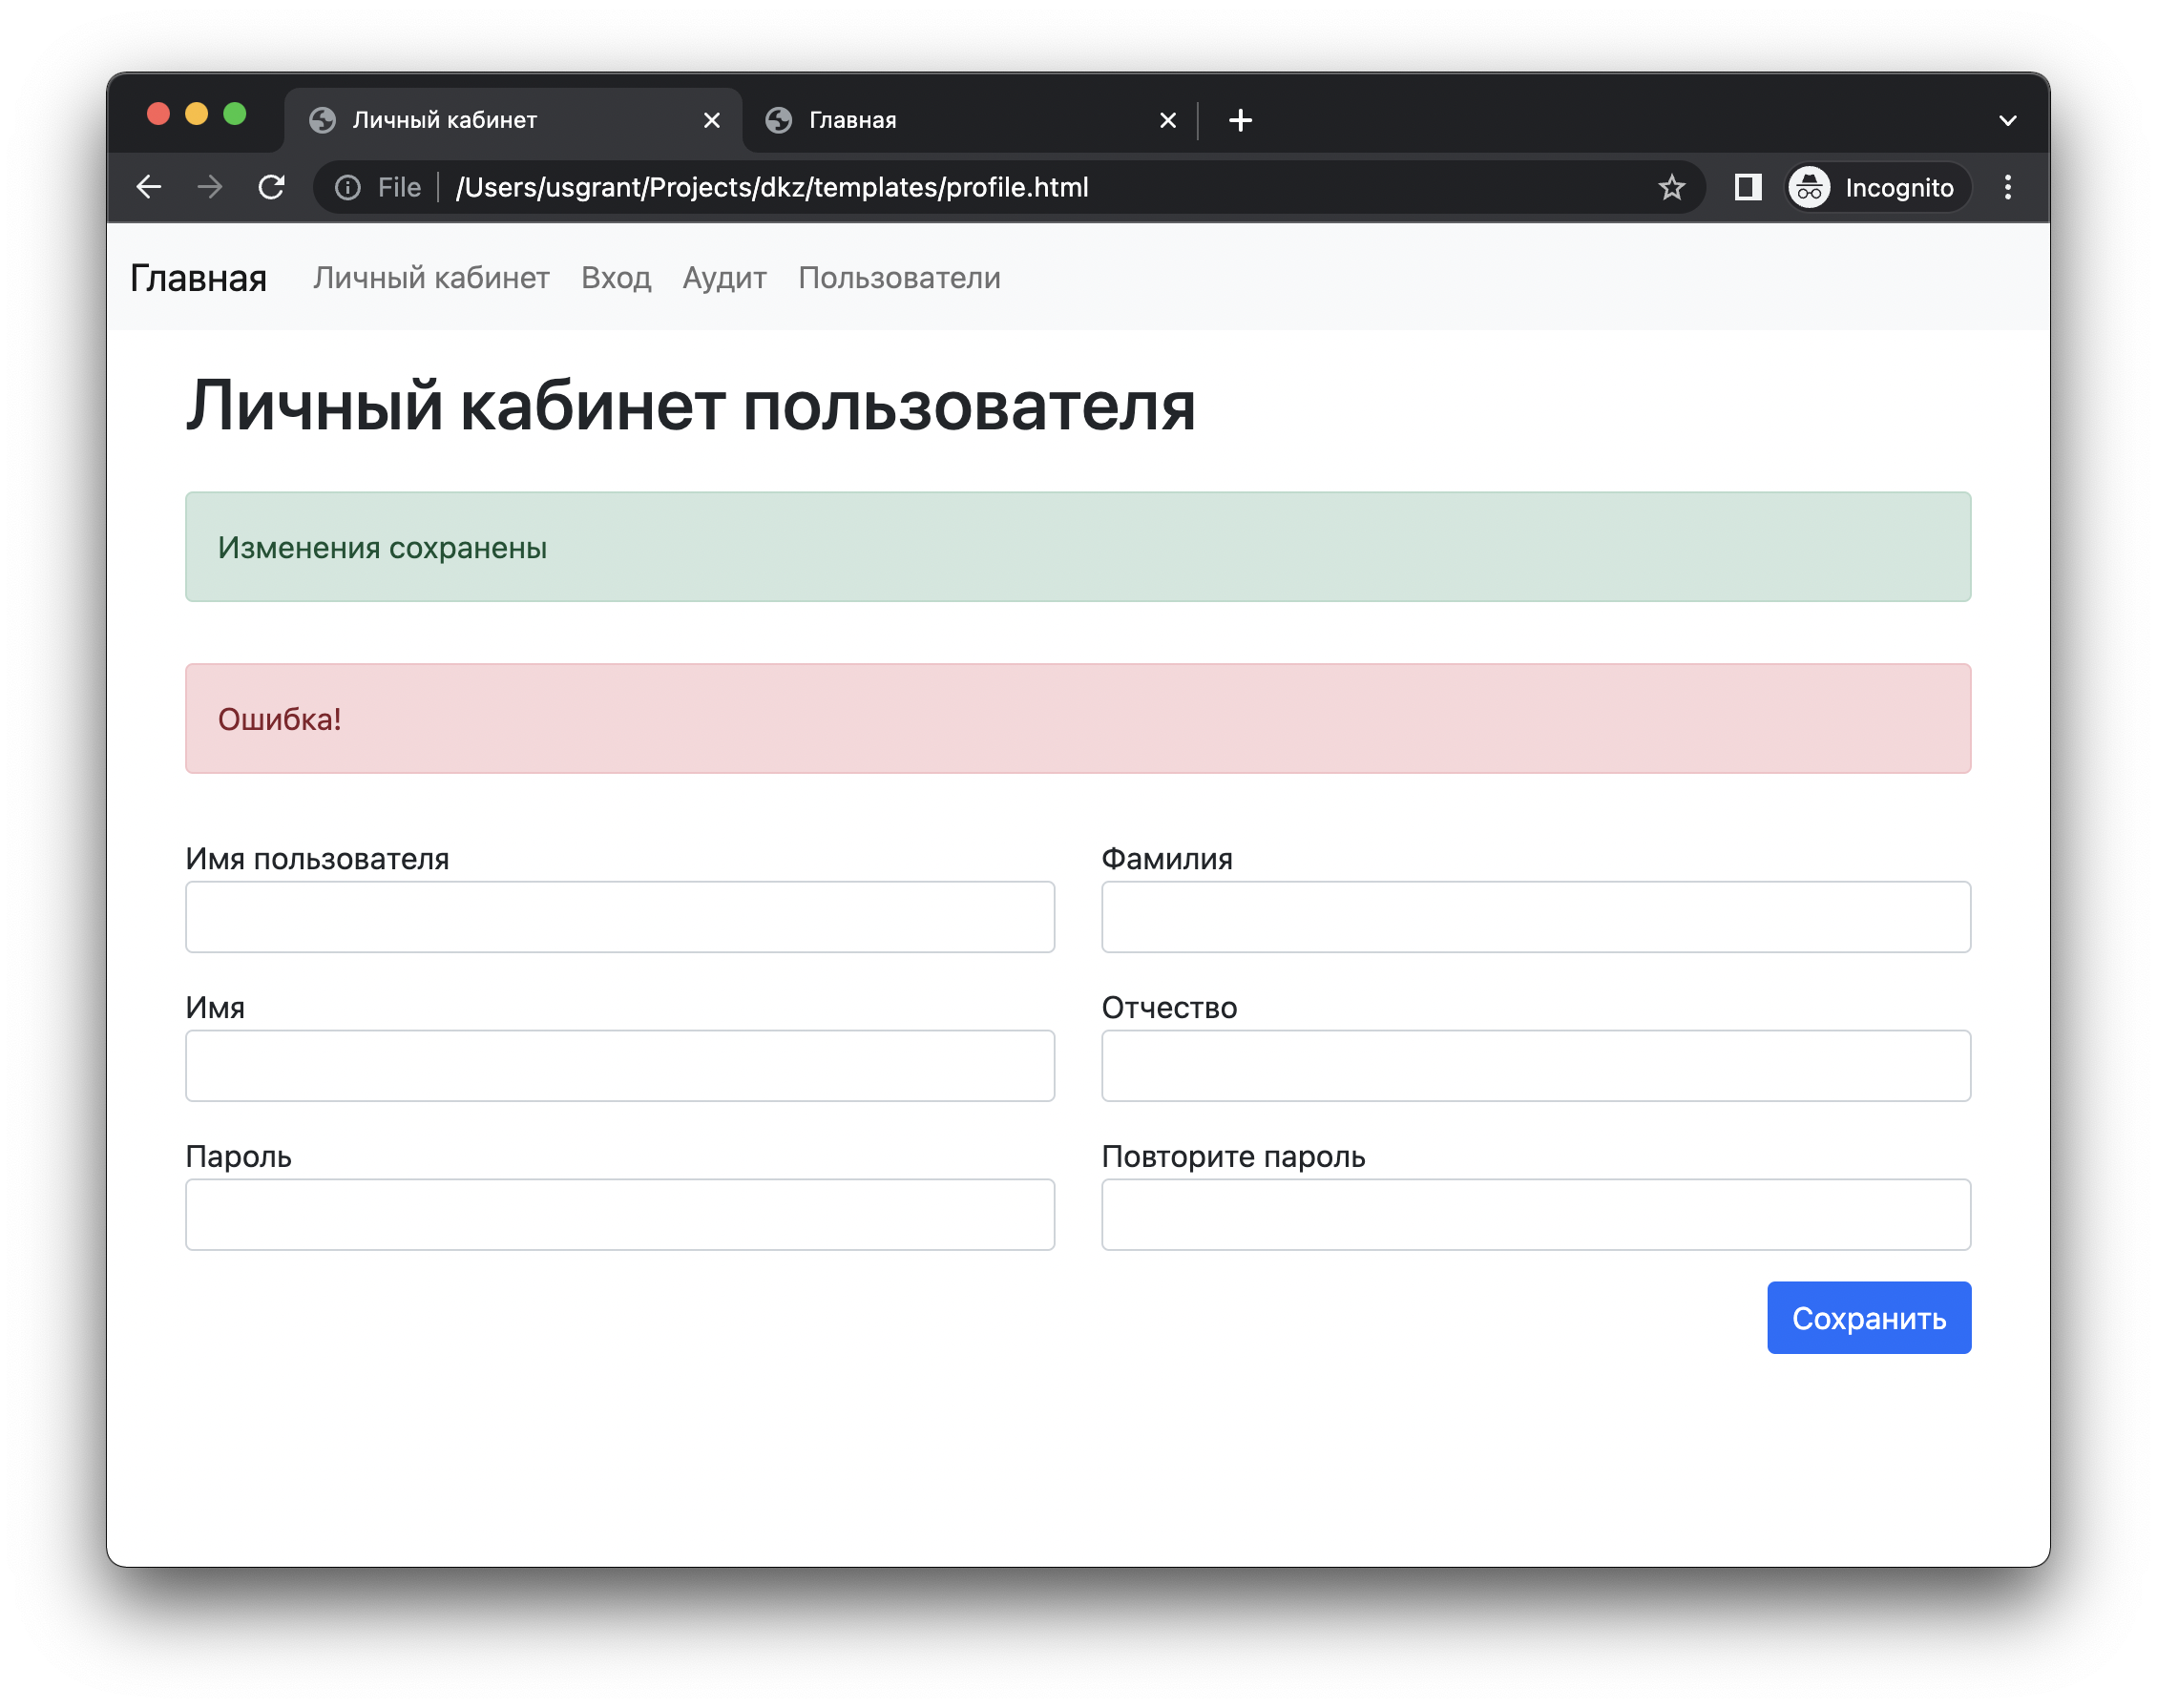 Личный кабинет
Главная
File
/Users/usgrant/Projects/dkz/templates/profile.html
Incognito
Главная Личный кабинет Вход Аудит Пользователи
Личный кабинет пользователя
Изменения сохранены
Ошибка!
Имя пользователя
Фамилия
Имя
Отчество
Пароль
Повторите пароль
Сохранить